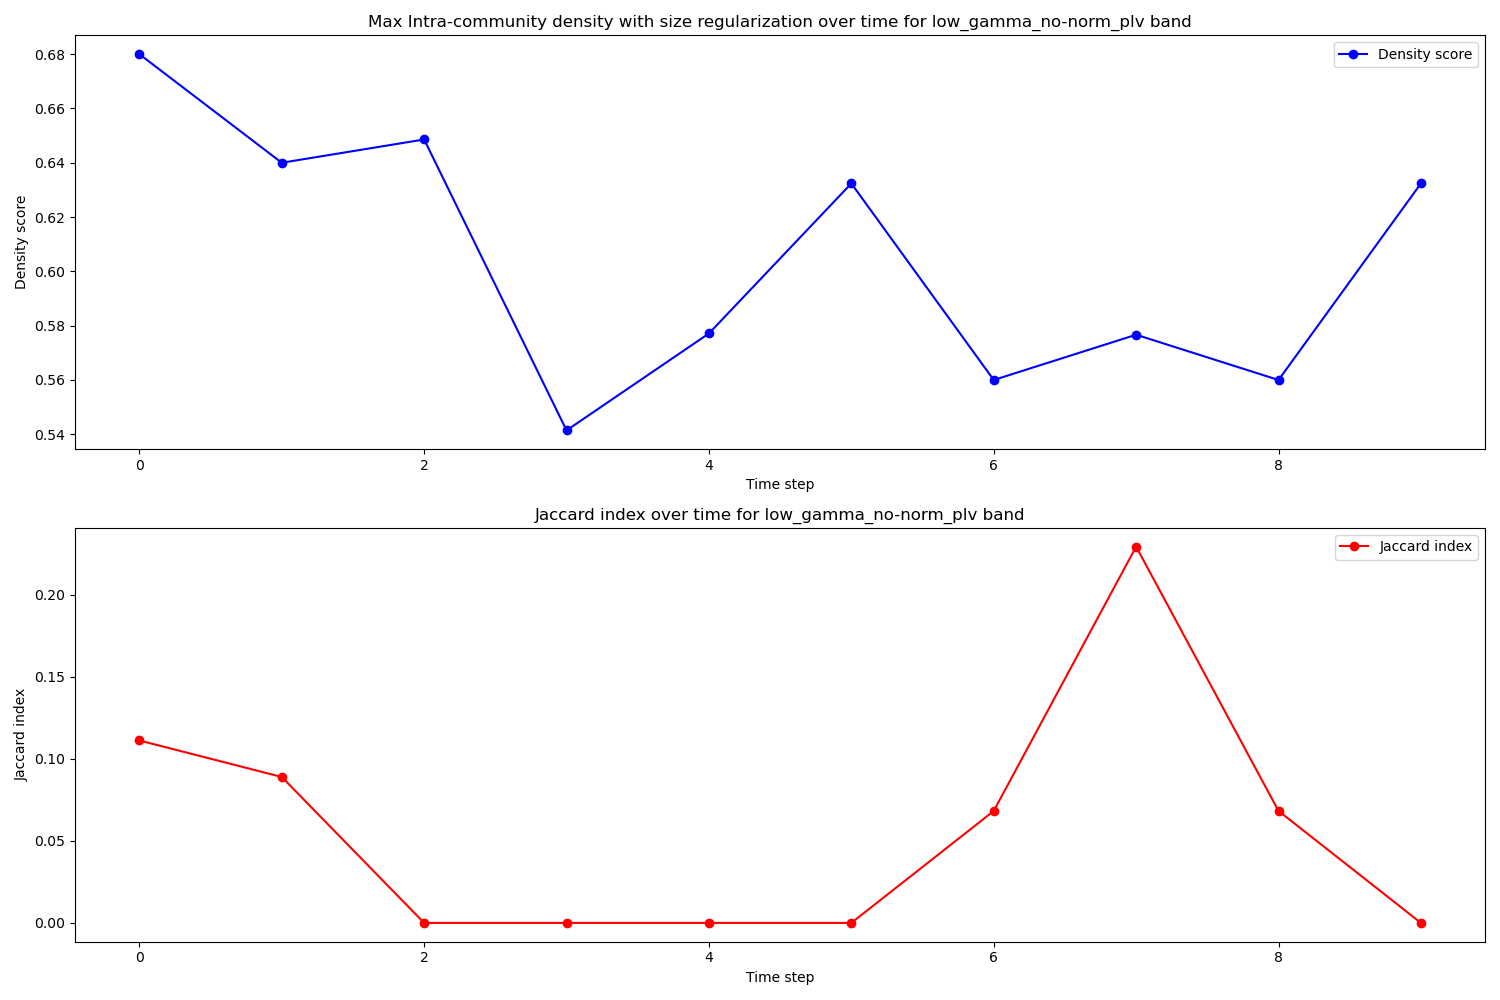 Max Intra-community density with size regularization over time for low_gamma_no-norm_plv band
Density score
0.68
0.66
0.64
0.62
0.60
0.58
0.56
0.54
Density score
0 2 4 6 8
Time step
Jaccard index over time for low_gamma_no-norm_plv band
Jaccard index
0.20
0.15
0.10
0.05
0.00
Jaccard index
0 2 4 6 8
Time step